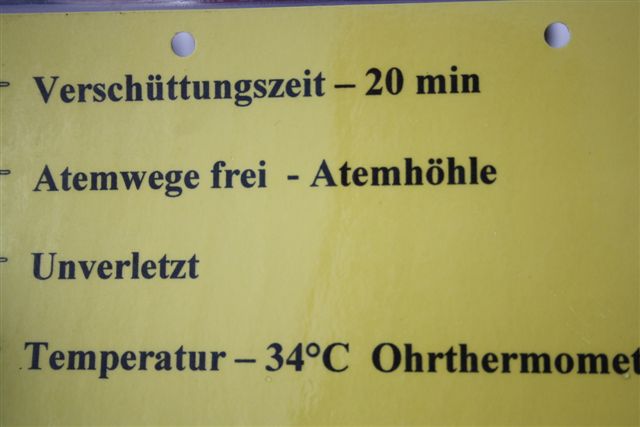 Verschüttungszeit – 20 min
Atemwege frei - Atemhöhle
Unverletzt
Temperatur – 34°C Ohrthermomet